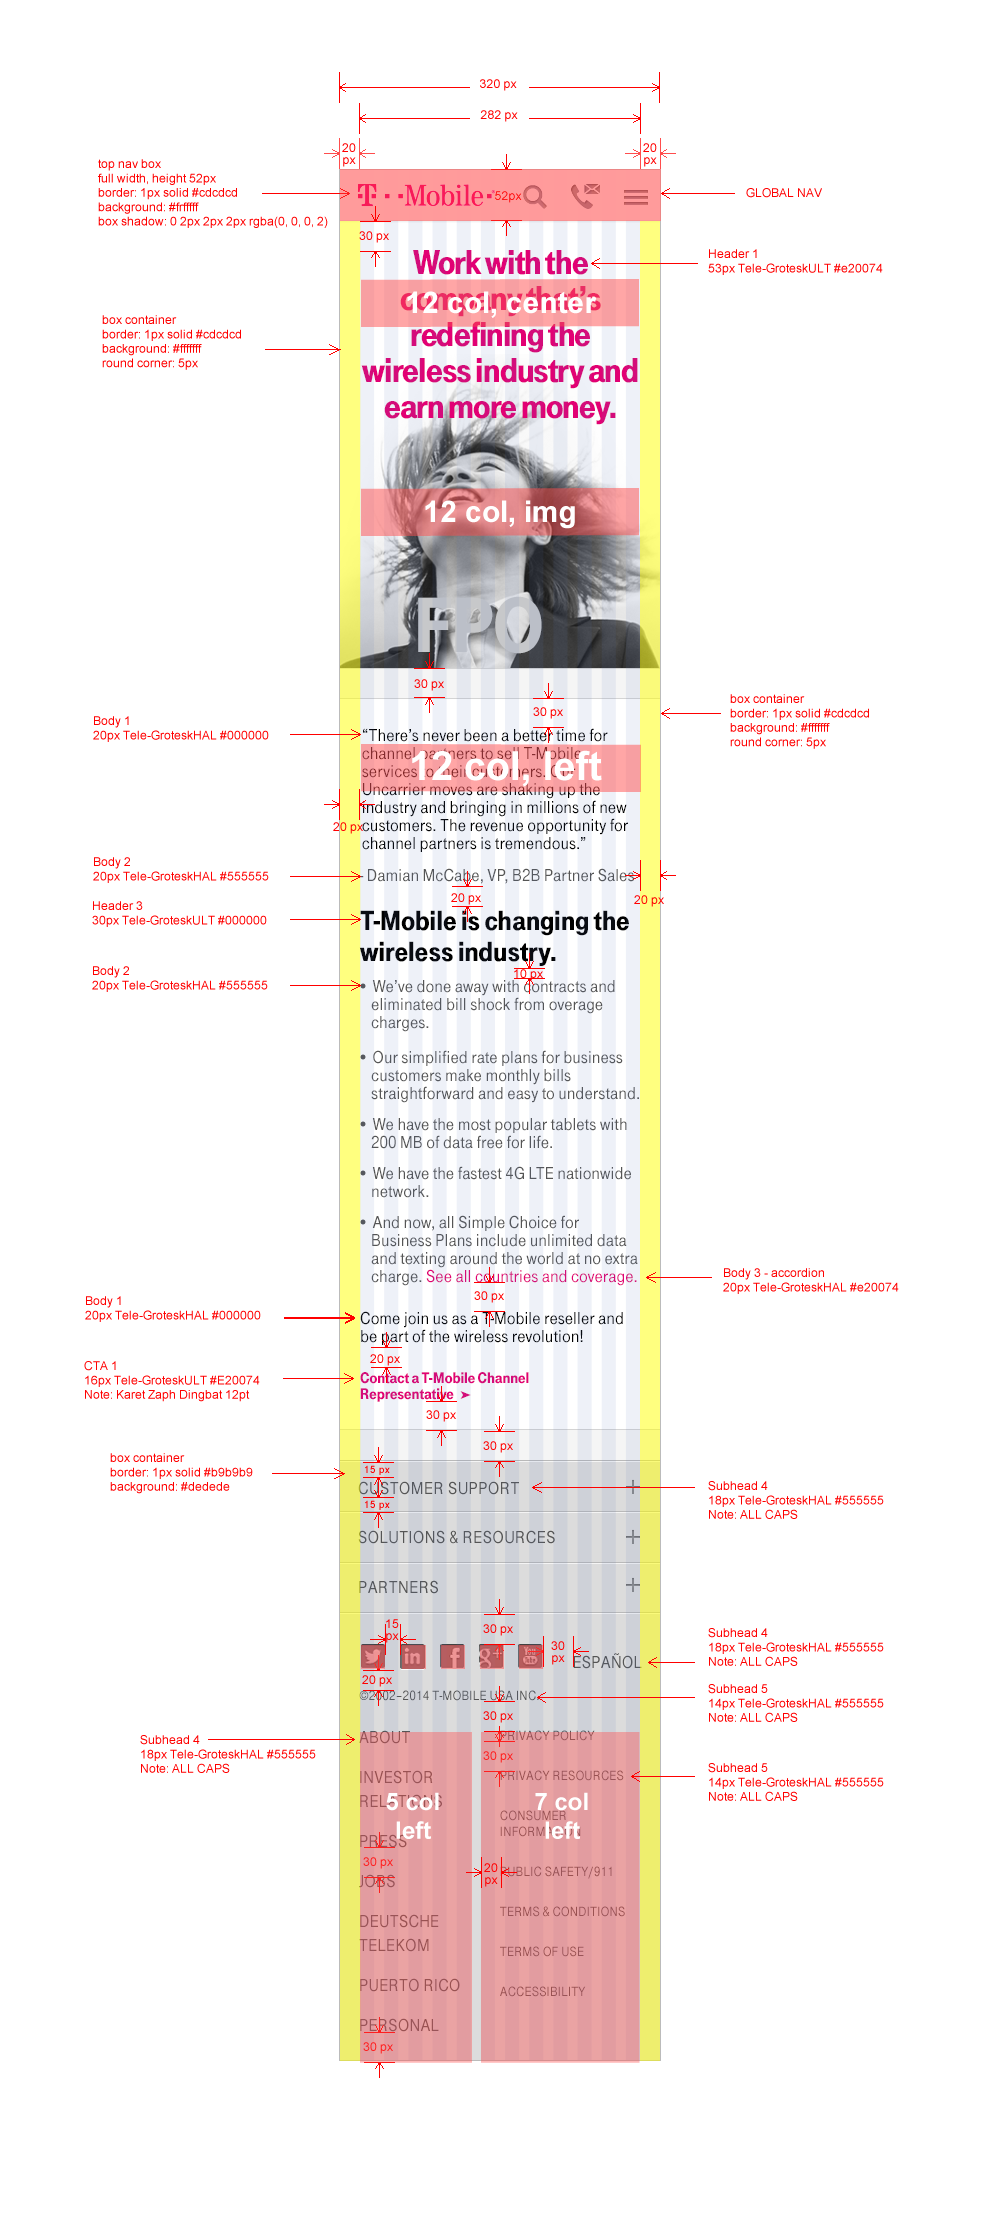 320 px
282 px
20 px
20 px
top nav box
full width, height 52px
border: 1px solid #cdcdcd
background: #frffff
box shadow: 0 2px 2px 2px rgba(0, 0, 0, 2)
T··Mobile·
52px
GLOBAL NAV
30 px
Header 1
53px Tele-GroteskULT #e20074
Work with the
company that's
12 col, center
redefining the
wireless industry and
earn more money.
box container
border: 1px solid #cdcdcd
background: #ffffff
round corner: 5px
12 col, img
FPO
30 px
30 px
box container
border: 1px solid #cdcdcd
background: #ffffff
round corner: 5px
Body 1
20px Tele-GroteskHAL #000000
“There’s never been a better time for
channel partners to sell T-Mobile
services to their customers. Our
12 col, left
Uncarrier moves are shaking up the
industry and bringing in millions of new
customers. The revenue opportunity for
channel partners is tremendous.”
20 px
Body 2
20px Tele-GroteskHAL #555555
Damian McCabe, VP, B2B Partner Sales
20 px
20 px
Header 3
30px Tele-GroteskULT #000000
T-Mobile is changing the
wireless industry.
10 px
Body 2
20px Tele-GroteskHAL #555555
• We’ve done away with contracts and
eliminated bill shock from overage
charges.
• Our simplified rate plans for business
customers make monthly bills
straightforward and easy to understand.
• We have the most popular tablets with
200 MB of data free for life.
• We have the fastest 4G LTE nationwide
network.
• And now, all Simple Choice for
Business Plans include unlimited data
and texting around the world at no extra
charge. See all countries and coverage.
Body 3 - accordion
20px Tele-GroteskHAL #e20074
30 px
Body 1
20px Tele-GroteskHAL #000000
Come join us as a T-Mobile reseller and
be part of the wireless revolution!
20 px
CTA 1
16px Tele-GroteskULT #E20074
Note: Karet Zaph Dingbat 12pt
Contact a T-Mobile Channel
Representative ➤
30 px
30 px
box container
border: 1px solid #b9b9b9
background: #dedede
15 px
CUSTOMER SUPPORT +
15 px
Subhead 4
18px Tele-GroteskHAL #555555
Note: ALL CAPS
SOLUTIONS & RESOURCES +
PARTNERS +
30 px
15 px
30 px
ESPAÑOL
Subhead 4
18px Tele-GroteskHAL #555555
Note: ALL CAPS
20 px
©2002–2014 T-MOBILE USA INC.
Subhead 5
14px Tele-GroteskHAL #555555
Note: ALL CAPS
30 px
30 px
Subhead 4
18px Tele-GroteskHAL #555555
Note: ALL CAPS
ABOUT
INVESTOR
RELATIONS
5 col
left
PRESS
30 px
JOBS
DEUTSCHE
TELEKOM
PUERTO RICO
PERSONAL
30 px
PRIVACY POLICY
PRIVACY RESOURCES
Subhead 5
14px Tele-GroteskHAL #555555
Note: ALL CAPS
7 col
left
CONSUMER
INFORMATION
20 px
PUBLIC SAFETY/911
TERMS & CONDITIONS
TERMS OF USE
ACCESSIBILITY